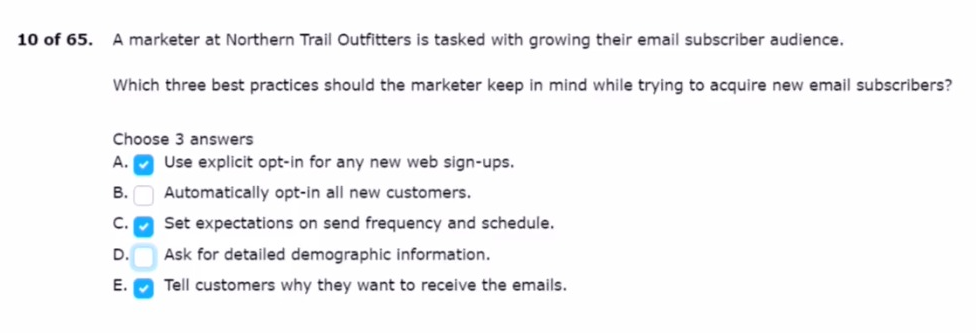 10 of 65. A marketer at Northern Trail Outfitters is tasked with growing their email subscriber audience.
Which three best practices should the marketer keep in mind while trying to acquire new email subscribers?
Choose 3 answers
A. Use explicit opt-in for any new web sign-ups.
B. Automatically opt-in all new customers.
C. Set expectations on send frequency and schedule.
D. Ask for detailed demographic information.
E. Tell customers why they want to receive the emails.